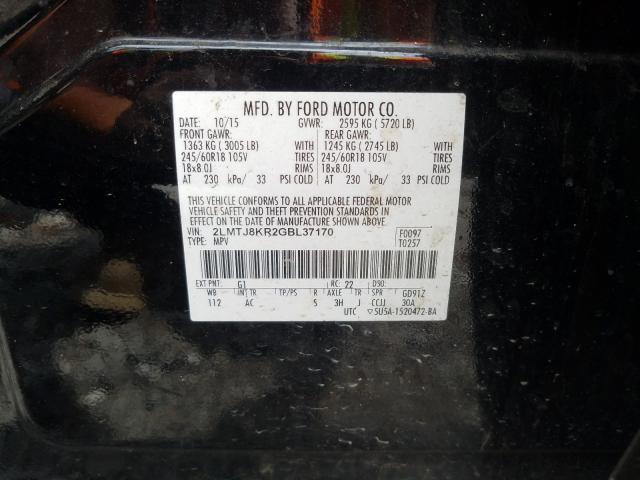 MFD. BY FORD MOTOR CO.
DATE: 10/15 GVWR: 2595 KG ( 5720 LB)
FRONT GAWR: REAR GAWR:
1363 KG ( 3005 LB) WITH 1245 KG ( 2745 LB) WITH
245/60R18 105V TIRES 245/60R18 105V TIRES
18x8.0J RIMS 18x8.0J RIMS
AT 230 kPa/ 33 PSI COLD AT 230 kPa/ 33 PSI COLD
THIS VEHICLE CONFORMS TO ALL APPLICABLE FEDERAL MOTOR
VEHICLE SAFETY AND THEFT PREVENTION STANDARDS IN
EFFECT ON THE DATE OF MANUFACTURE SHOWN ABOVE.
VIN: 2LMTJ8KR2GBL37170 F0097
TYPE: MPV T0257
EXT PNT: G1 RC: 22 DSO:
WB INT TR TP/PS R AXLE TR SPR GD91Z
112 AC S 3H J CCJJ 30A
UTC ▽5U5A-1520472-BA